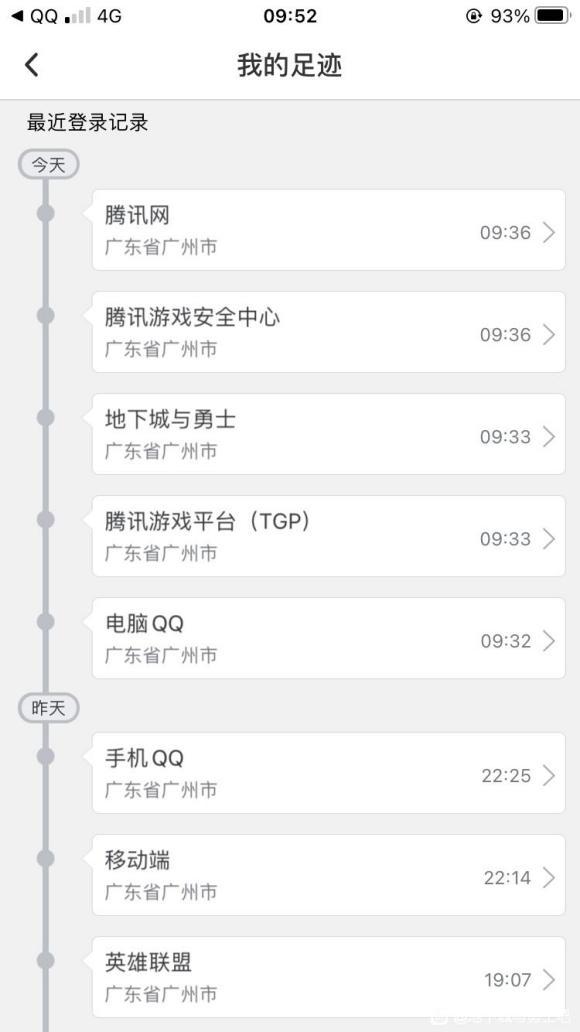 QQ 4G 09:52 93%
我的足迹
最近登录记录
今天
腾讯网
广东省广州市
09:36
腾讯游戏安全中心
广东省广州市
09:36
地下城与勇士
广东省广州市
09:33
腾讯游戏平台（TGP）
广东省广州市
09:33
电脑QQ
广东省广州市
09:32
昨天
手机QQ
广东省广州市
22:25
移动端
广东省广州市
22:14
英雄联盟
广东省广州市
19:07